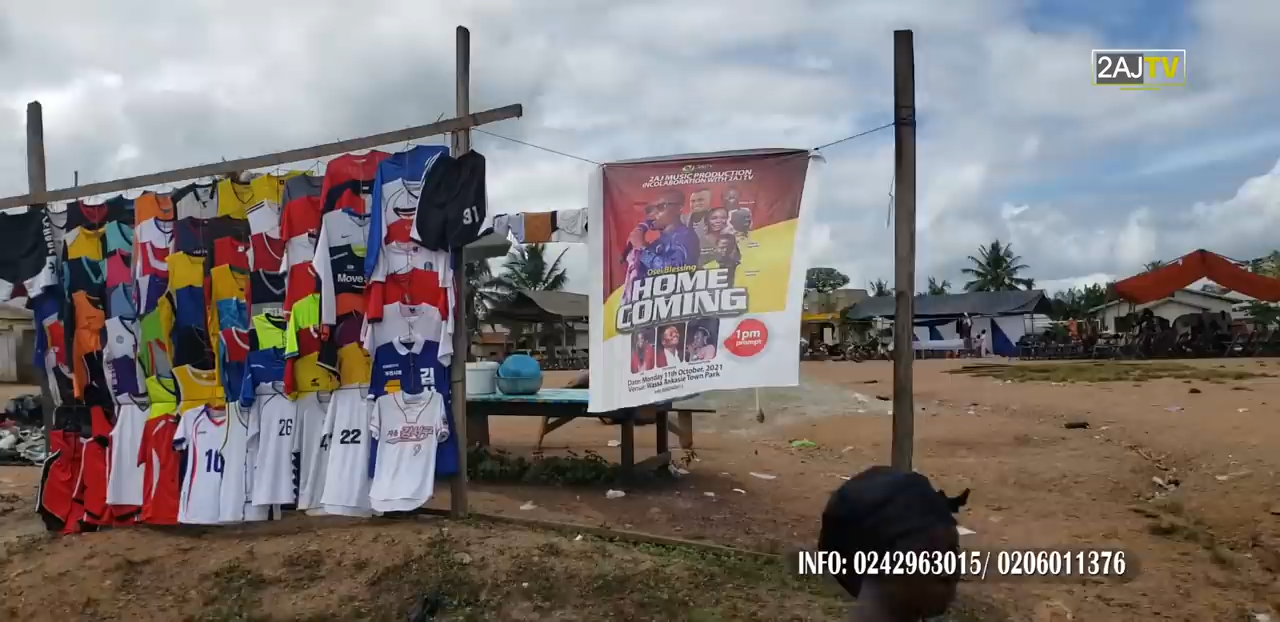 2AJTV
31
2AJ MUSIC PRODUCTION
INCOLABORATION WITH 2AJ TV
Osei Blessing
HOME
COMING
1pm
prompt
Date: Monday 11th October, 2021
Venue: Wassa Ankasie Town Park
Move
26
22
10
9
INFO: 0242963015/ 0206011376